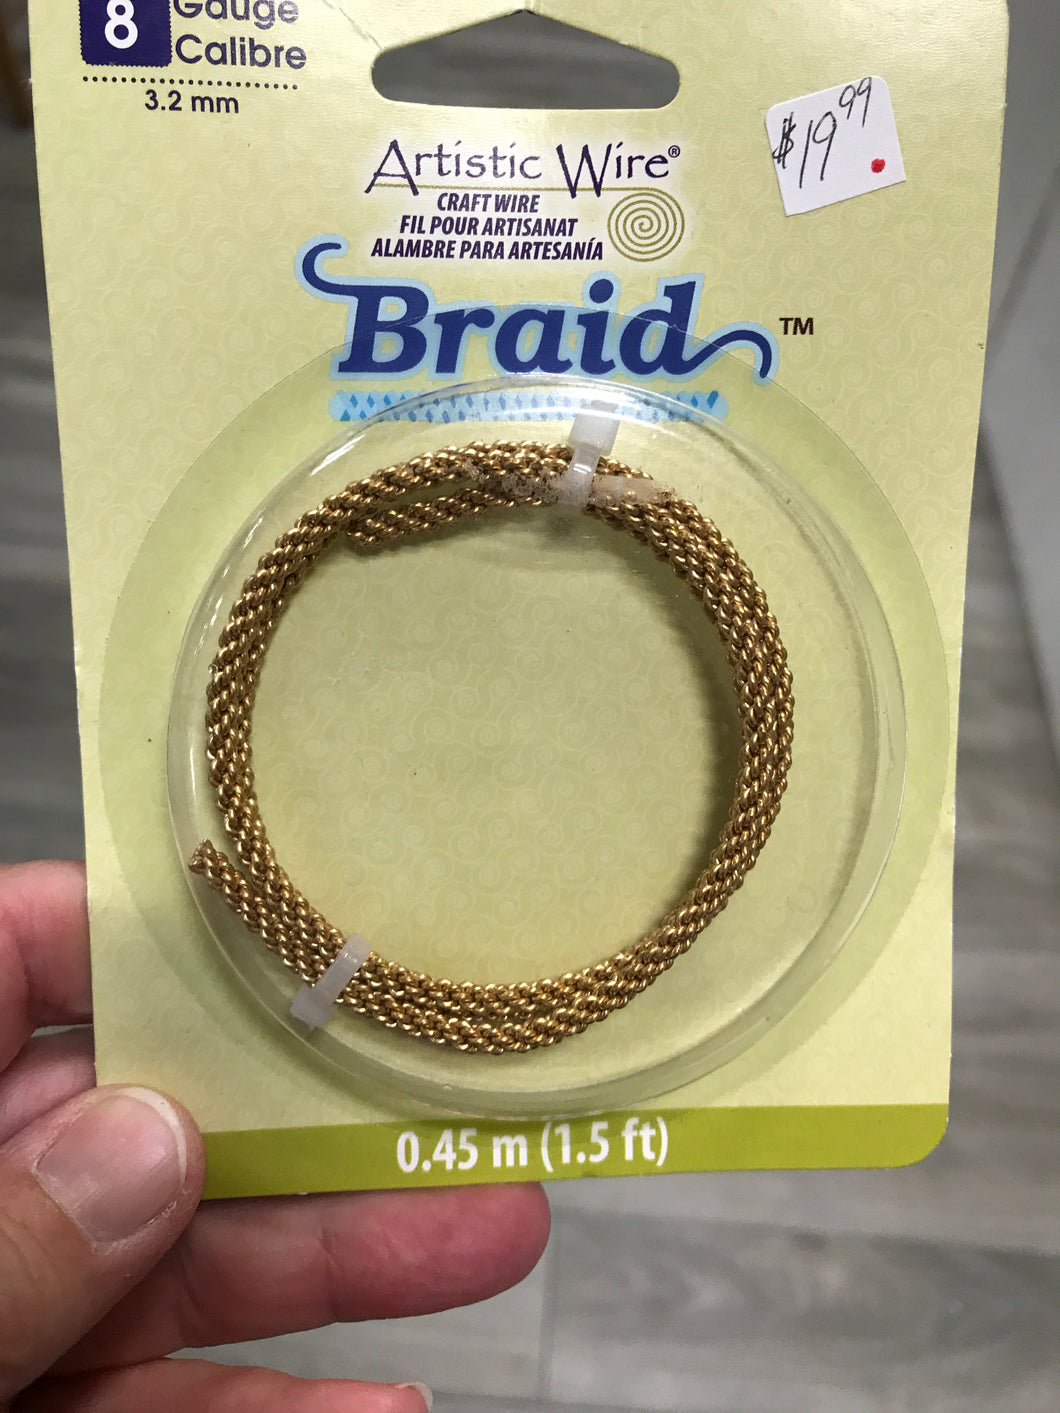 8 Gauge
Calibre
3.2 mm
$19.99
Artistic Wire®
CRAFT WIRE
FIL POUR ARTISANAT
ALAMBRE PARA ARTESANÍA
Braid™
0.45 m (1.5 ft)